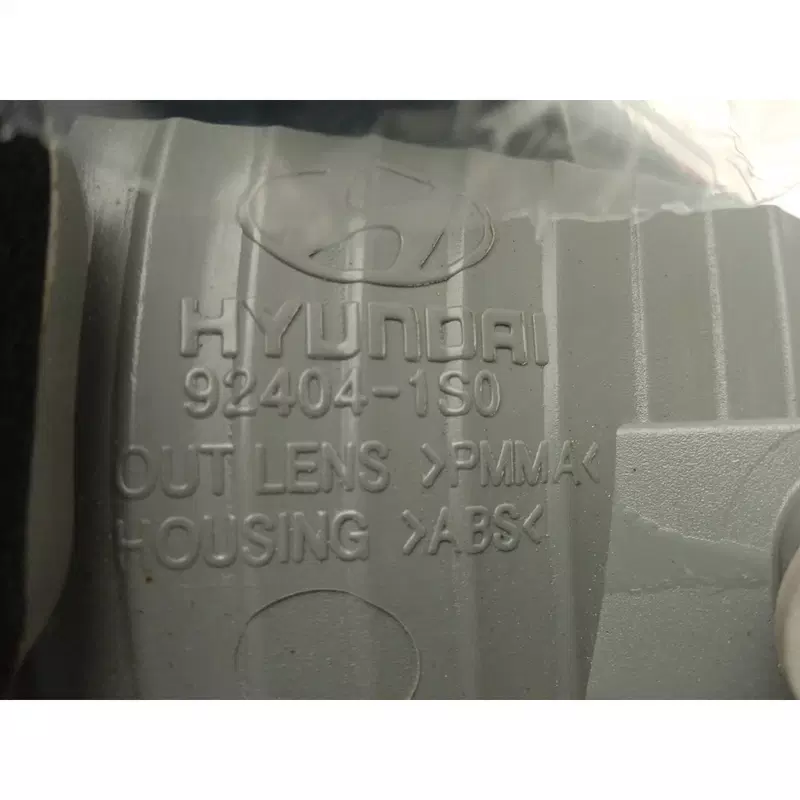 HYUNDAI
92404-1S0
OUT LENS >PMMA<
HOUSING >ABS<